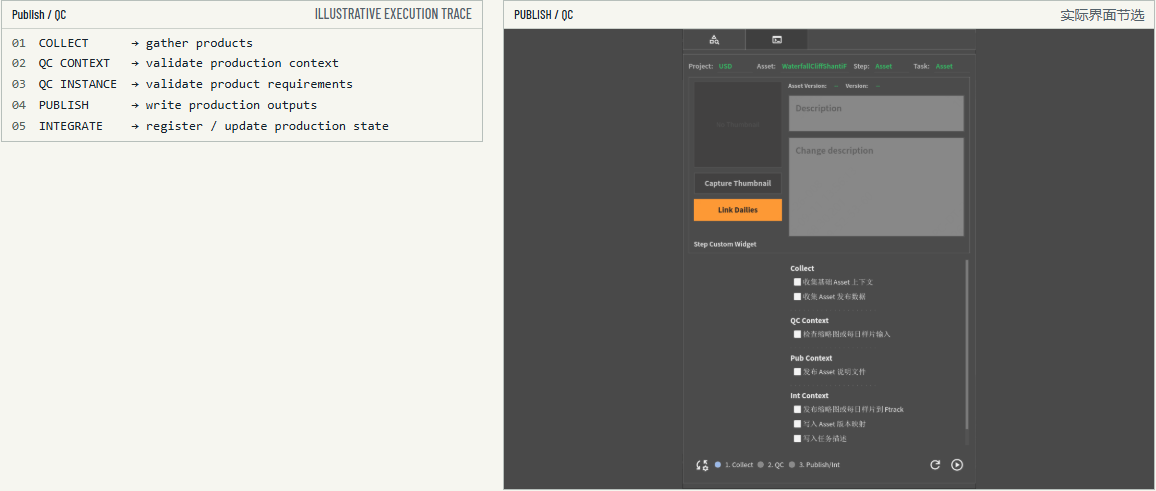 Publish / QC
ILLUSTRATIVE EXECUTION TRACE
01 COLLECT → gather products
02 QC CONTEXT → validate production context
03 QC INSTANCE → validate product requirements
04 PUBLISH → write production outputs
05 INTEGRATE → register / update production state
PUBLISH / QC
实际界面节选
Project: USD Asset: WaterfallCliffShantiF Step: Asset Task: Asset
Asset Version: -- Version: --
Description
Change description
Capture Thumbnail
Link Dailies
Step Custom Widget
Collect
收集基础 Asset 上下文
收集 Asset 发布数据
QC Context
检查缩略图或每日样片输入
Pub Context
发布 Asset 说明文件
Int Context
发布缩略图或每日样片到 Ptrack
写入 Asset 版本映射
写入任务描述
1. Collect 2. QC 3. Publish/Int